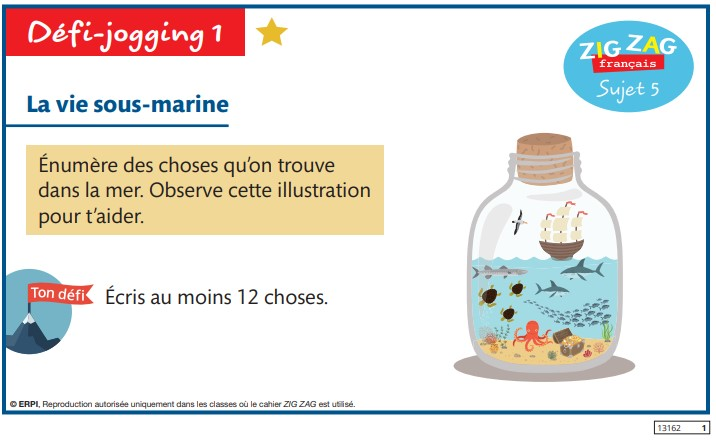 Défi-jogging 1
ZIG ZAG
français
Sujet 5
La vie sous-marine
Énumère des choses qu'on trouve
dans la mer. Observe cette illustration
pour t'aider.
Ton défi
Écris au moins 12 choses.
© ERPI, Reproduction autorisée uniquement dans les classes où le cahier ZIG ZAG est utilisé.
13162 1